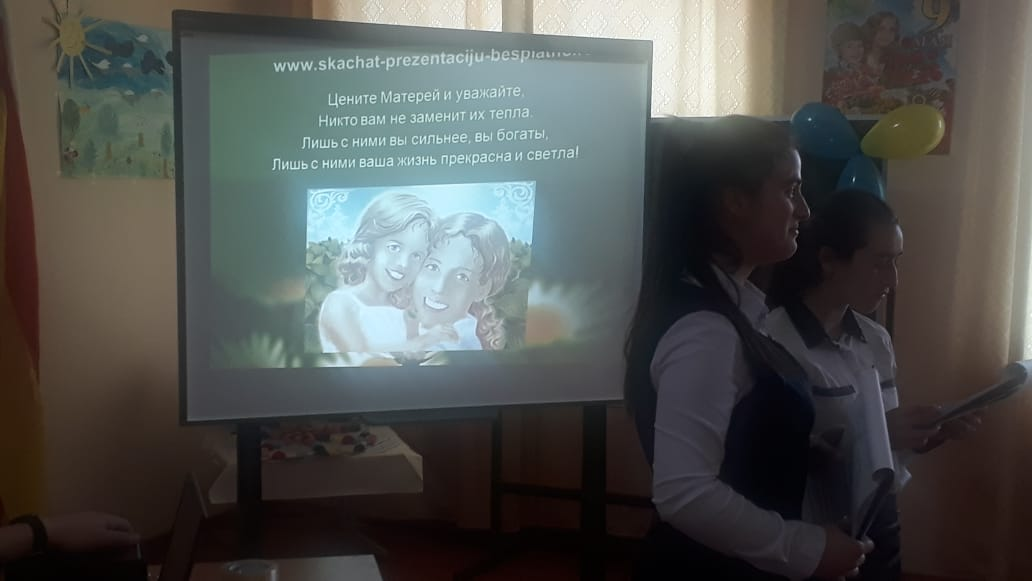 www.skachat-prezentaciju-besplatno.
Цените Матерей и уважайте,
Никто вам не заменит их тепла.
Лишь с ними вы сильнее, вы богаты,
Лишь с ними ваша жизнь прекрасна и светла!
9